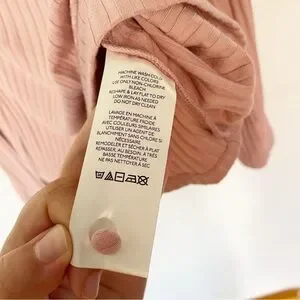 MACHINE WASH COLD
WITH LIKE COLORS
USE ONLY NON-CHLORINE
BLEACH
RESHAPE & LAY FLAT TO DRY
LOW IRON AS NEEDED
DO NOT DRY CLEAN
LAVAGE EN MACHINE À
TEMPÉRATURE FROIDE
AVEC COULEURS SIMILAIRES
UTILISER UN AGENT DE
BLANCHIMENT SANS CHLORE SI
NÉCESSAIRE
REMODELER ET SÉCHER À PLAT
REPASSER, AU BESOIN, À TRÈS
BASSE TEMPÉRATURE
NE PAS NETTOYER À SEC